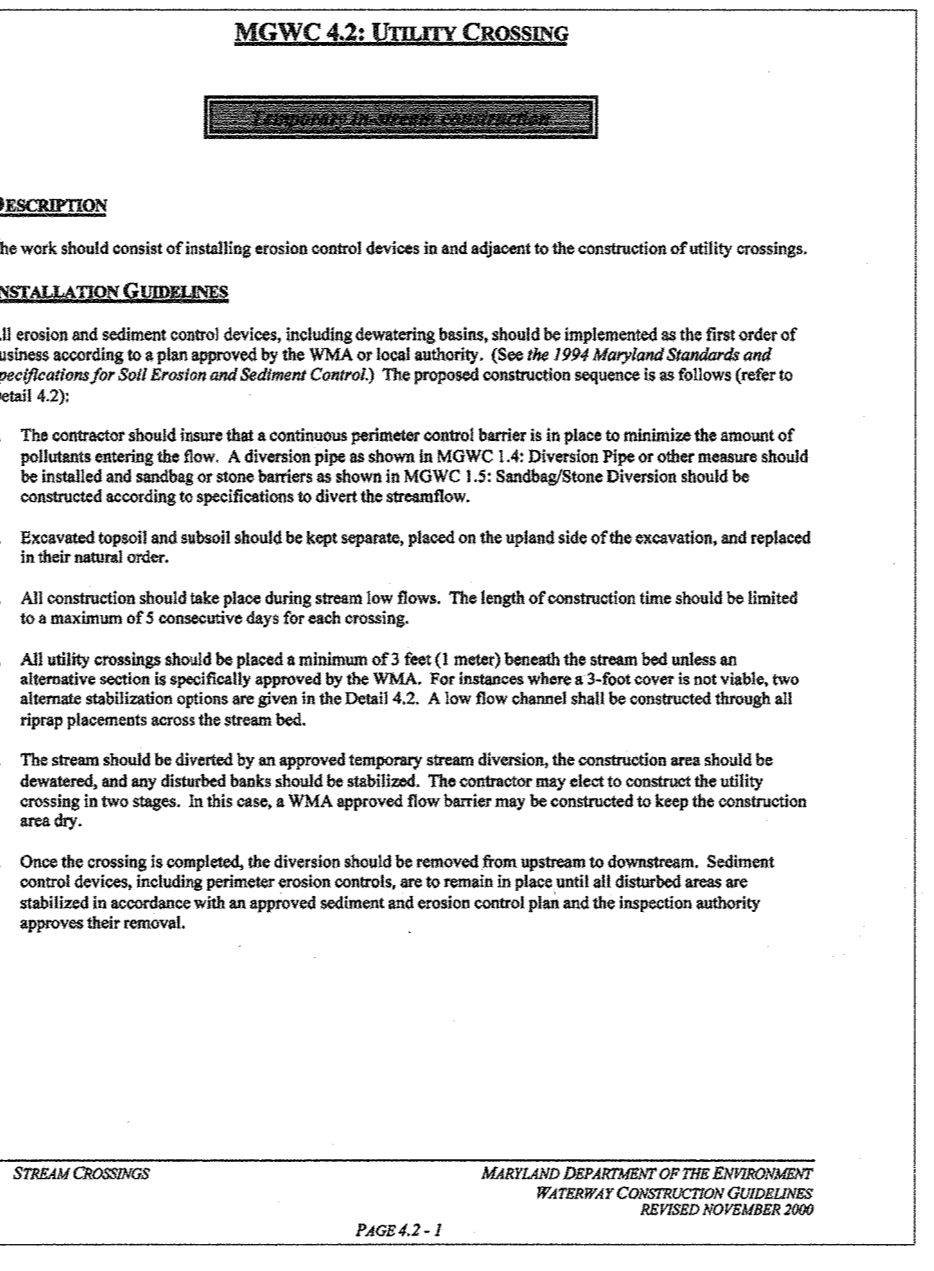 MGWC 4.2: UTILITY CROSSING
Temporary in-stream construction
DESCRIPTION
he work should consist of installing erosion control devices in and adjacent to the construction of utility crossings.
NSTALLATION GUIDELINES
ll erosion and sediment control devices, including dewatering basins, should be implemented as the first order of
usiness according to a plan approved by the WMA or local authority. (See the 1994 Maryland Standards and
pecifications for Soil Erosion and Sediment Control.) The proposed construction sequence is as follows (refer to
etail 4.2):
The contractor should insure that a continuous perimeter control barrier is in place to minimize the amount of
pollutants entering the flow. A diversion pipe as shown in MGWC 1.4: Diversion Pipe or other measure should
be installed and sandbag or stone barriers as shown in MGWC 1.5: Sandbag/Stone Diversion should be
constructed according to specifications to divert the streamflow.
Excavated topsoil and subsoil should be kept separate, placed on the upland side of the excavation, and replaced
in their natural order.
All construction should take place during stream low flows. The length of construction time should be limited
to a maximum of 5 consecutive days for each crossing.
All utility crossings should be placed a minimum of 3 feet (1 meter) beneath the stream bed unless an
alternative section is specifically approved by the WMA. For instances where a 3-foot cover is not viable, two
alternate stabilization options are given in the Detail 4.2. A low flow channel shall be constructed through all
riprap placements across the stream bed.
The stream should be diverted by an approved temporary stream diversion, the construction area should be
dewatered, and any disturbed banks should be stabilized. The contractor may elect to construct the utility
crossing in two stages. In this case, a WMA approved flow barrier may be constructed to keep the construction
area dry.
Once the crossing is completed, the diversion should be removed from upstream to downstream. Sediment
control devices, including perimeter erosion controls, are to remain in place until all disturbed areas are
stabilized in accordance with an approved sediment and erosion control plan and the inspection authority
approves their removal.
STREAM CROSSINGS
MARYLAND DEPARTMENT OF THE ENVIRONMENT
WATERWAY CONSTRUCTION GUIDELINES
REVISED NOVEMBER 2000
PAGE 4.2 - 1